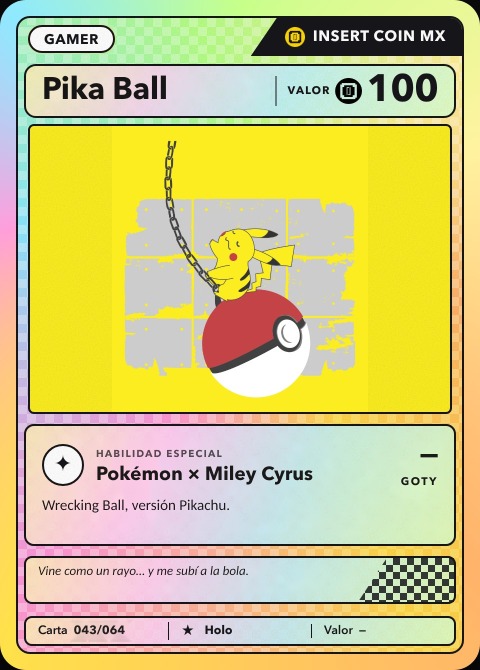 GAMER
INSERT COIN MX
Pika Ball
VALOR 100
HABILIDAD ESPECIAL
Pokémon × Miley Cyrus
—
GOTY
Wrecking Ball, versión Pikachu.
Vine como un rayo... y me subí a la bola.
Carta 043/064 ★ Holo Valor —